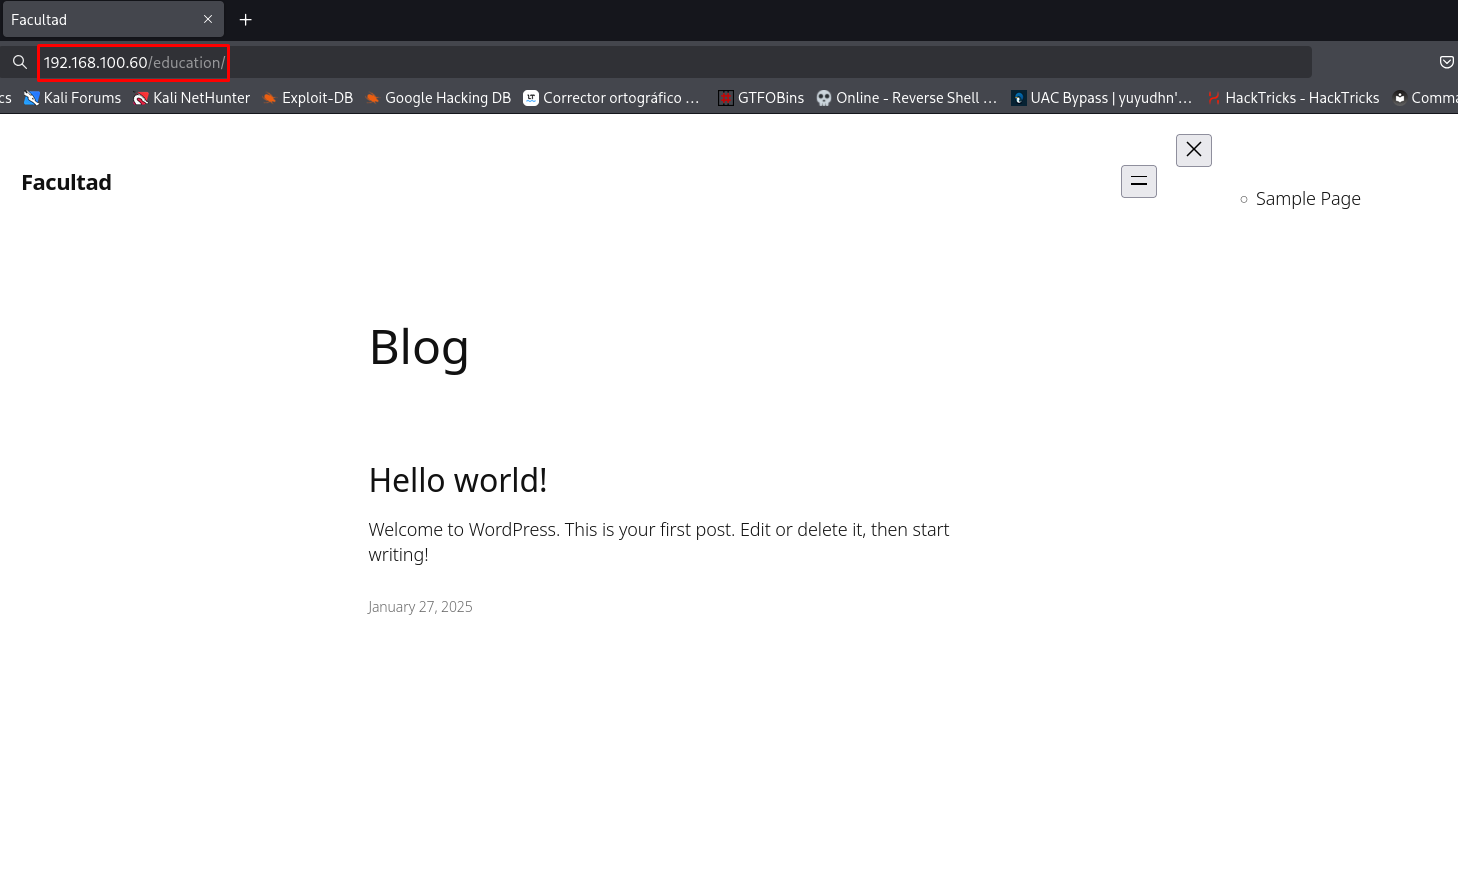 Facultad
192.168.100.60/education/
cs Kali Forums Kali NetHunter Exploit-DB Google Hacking DB LT Corrector ortográfico ... GTFOBins Online - Reverse Shell ... UAC Bypass | yuyudhn'... HackTricks - HackTricks Comma
Facultad
Sample Page
Blog
Hello world!
Welcome to WordPress. This is your first post. Edit or delete it, then start
writing!
January 27, 2025